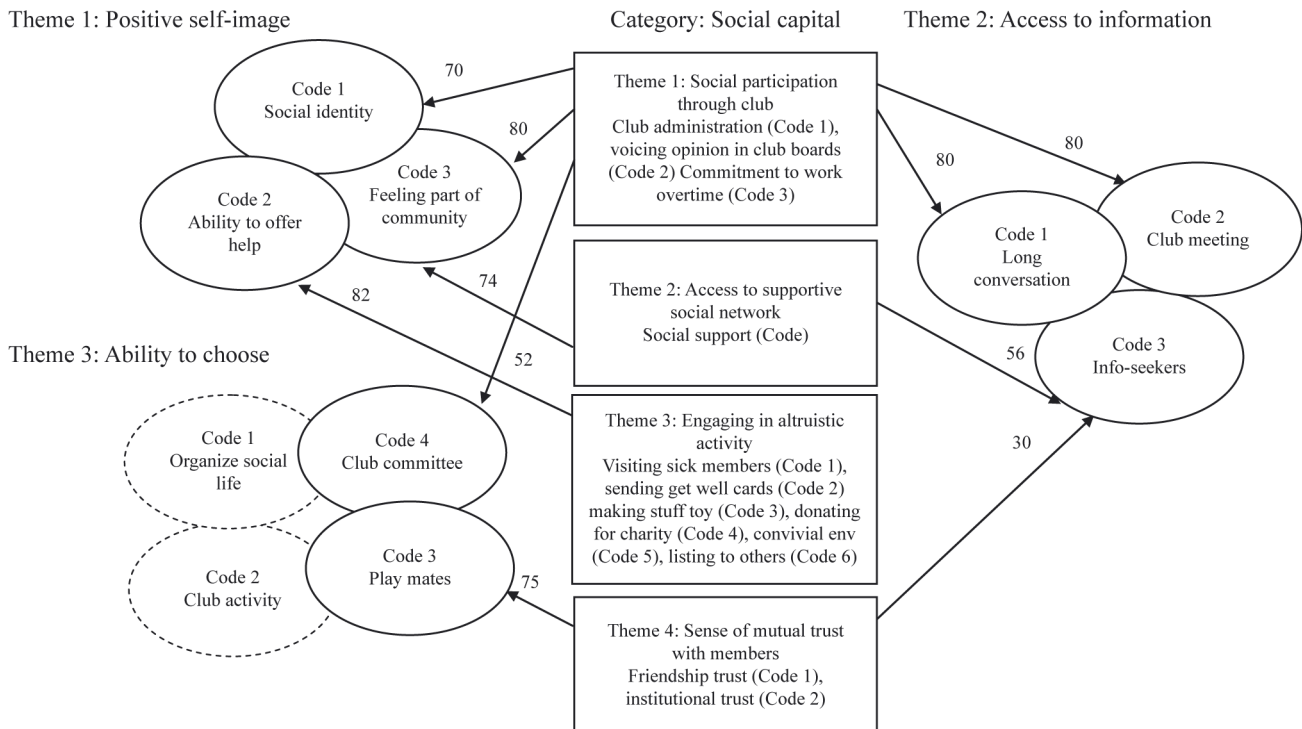 Theme 1: Positive self-image
Category: Social capital
Theme 2: Access to information
Code 1
Social identity
Code 3
Feeling part of
community
Code 2
Ability to offer
help
70
80
74
82
52
Theme 1: Social participation
through club
Club administration (Code 1),
voicing opinion in club boards
(Code 2) Commitment to work
overtime (Code 3)
Theme 2: Access to supportive
social network
Social support (Code)
Theme 3: Engaging in altruistic
activity
Visiting sick members (Code 1),
sending get well cards (Code 2)
making stuff toy (Code 3), donating
for charity (Code 4), convivial env
(Code 5), listing to others (Code 6)
Theme 4: Sense of mutual trust
with members
Friendship trust (Code 1),
institutional trust (Code 2)
80
80
56
30
Code 2
Club meeting
Code 1
Long
conversation
Code 3
Info-seekers
Theme 3: Ability to choose
Code 1
Organize social
life
Code 4
Club committee
Code 2
Club activity
Code 3
Play mates
75